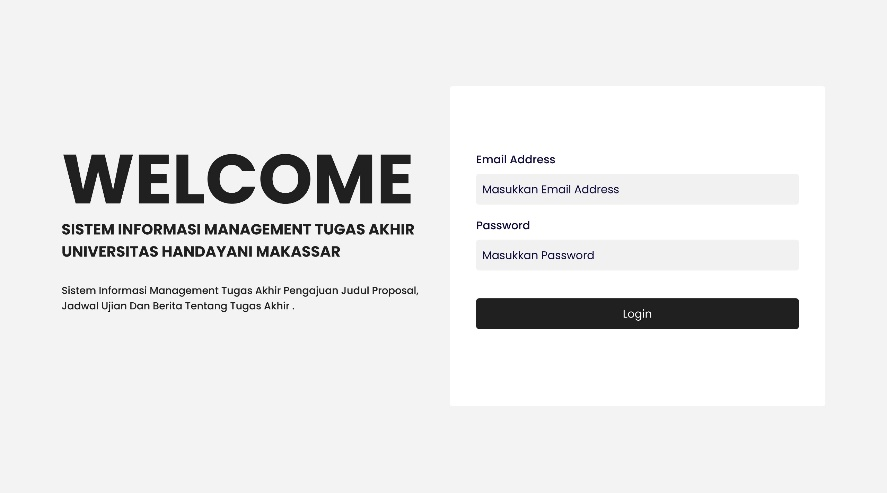 WELCOME
SISTEM INFORMASI MANAGEMENT TUGAS AKHIR
UNIVERSITAS HANDAYANI MAKASSAR
Sistem Informasi Management Tugas Akhir Pengajuan Judul Proposal,
Jadwal Ujian Dan Berita Tentang Tugas Akhir .
Email Address
Masukkan Email Address
Password
Masukkan Password
Login